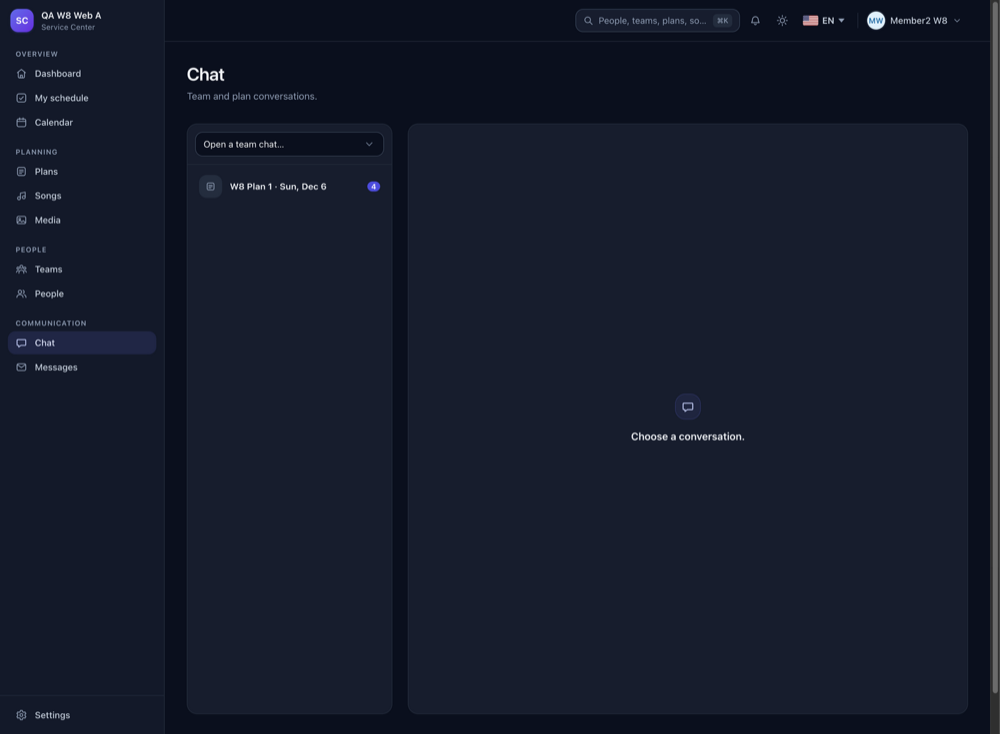 SC
QA W8 Web A
Service Center
People, teams, plans, so...
⌘K
EN
MW
Member2 W8
OVERVIEW
Dashboard
My schedule
Calendar
PLANNING
Plans
Songs
Media
PEOPLE
Teams
People
COMMUNICATION
Chat
Messages
Settings
Chat
Team and plan conversations.
Open a team chat...
W8 Plan 1 · Sun, Dec 6
4
Choose a conversation.